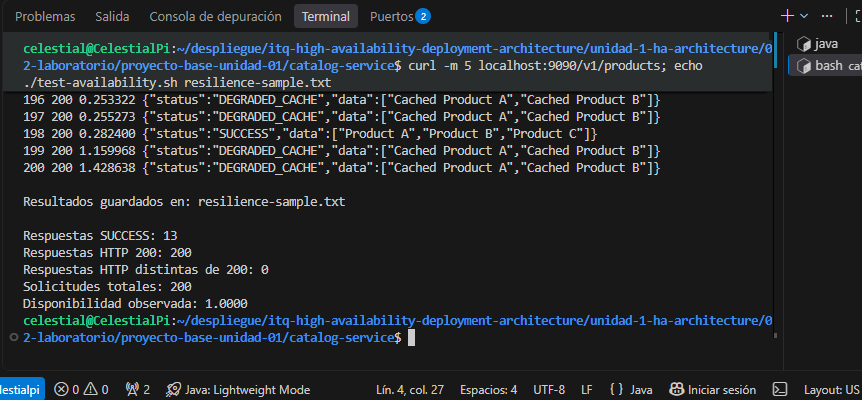 Problemas Salida Consola de depuración Terminal Puertos 2
java
bash cat
celestial@CelestialPi:~/despliegue/itq-high-availability-deployment-architecture/unidad-1-ha-architecture/0
2-laboratorio/proyecto-base-unidad-01/catalog-service$ curl -m 5 localhost:9090/v1/products; echo
./test-availability.sh resilience-sample.txt
196 200 0.253322 {"status":"DEGRADED_CACHE","data":["Cached Product A","Cached Product B"]}
197 200 0.255273 {"status":"DEGRADED_CACHE","data":["Cached Product A","Cached Product B"]}
198 200 0.282400 {"status":"SUCCESS","data":["Product A","Product B","Product C"]}
199 200 1.159968 {"status":"DEGRADED_CACHE","data":["Cached Product A","Cached Product B"]}
200 200 1.428638 {"status":"DEGRADED_CACHE","data":["Cached Product A","Cached Product B"]}
Resultados guardados en: resilience-sample.txt
Respuestas SUCCESS: 13
Respuestas HTTP 200: 200
Respuestas HTTP distintas de 200: 0
Solicitudes totales: 200
Disponibilidad observada: 1.0000
celestial@CelestialPi:~/despliegue/itq-high-availability-deployment-architecture/unidad-1-ha-architecture/0
2-laboratorio/proyecto-base-unidad-01/catalog-service$
lestialpi 0 0 2 Java: Lightweight Mode Lín. 4, col. 27 Espacios: 4 UTF-8 LF {} Java Iniciar sesión Layout: US